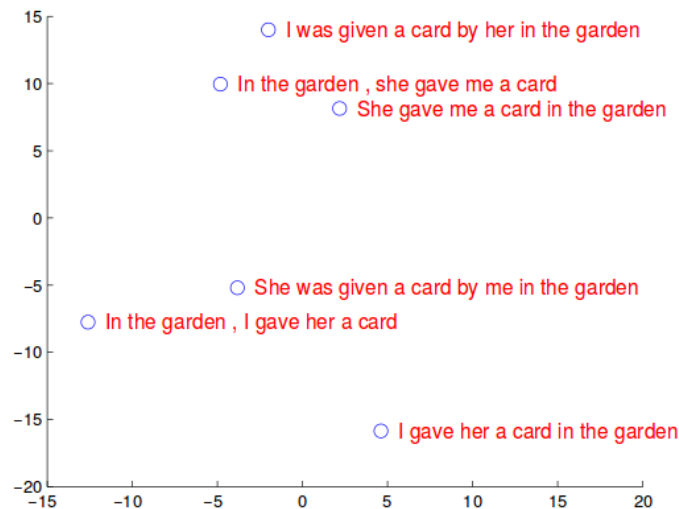 15
I was given a card by her in the garden
10
In the garden , she gave me a card
She gave me a card in the garden
5
0
−5
She was given a card by me in the garden
In the garden , I gave her a card
−10
−15
I gave her a card in the garden
−20
−15 −10 −5 0 5 10 15 20